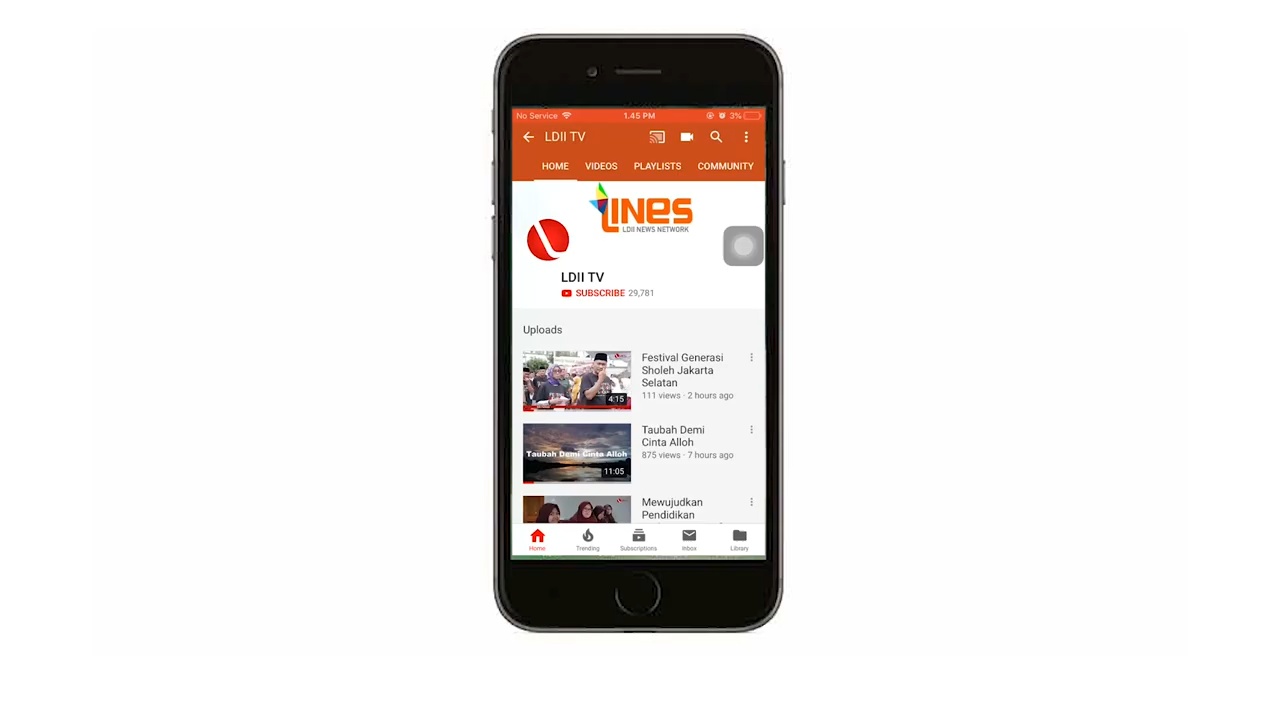 No Service 1.45 PM 3%
LDII TV
HOME VIDEOS PLAYLISTS COMMUNITY
LINES
LDII NEWS NETWORK
LDII TV
SUBSCRIBE 29,781
Uploads
4:15
Festival Generasi
Sholeh Jakarta
Selatan
111 views · 2 hours ago
Taubah Demi Cinta Alloh
11:05
Taubah Demi
Cinta Alloh
875 views · 7 hours ago
Mewujudkan
Pendidikan
Home Trending Subscriptions Inbox Library